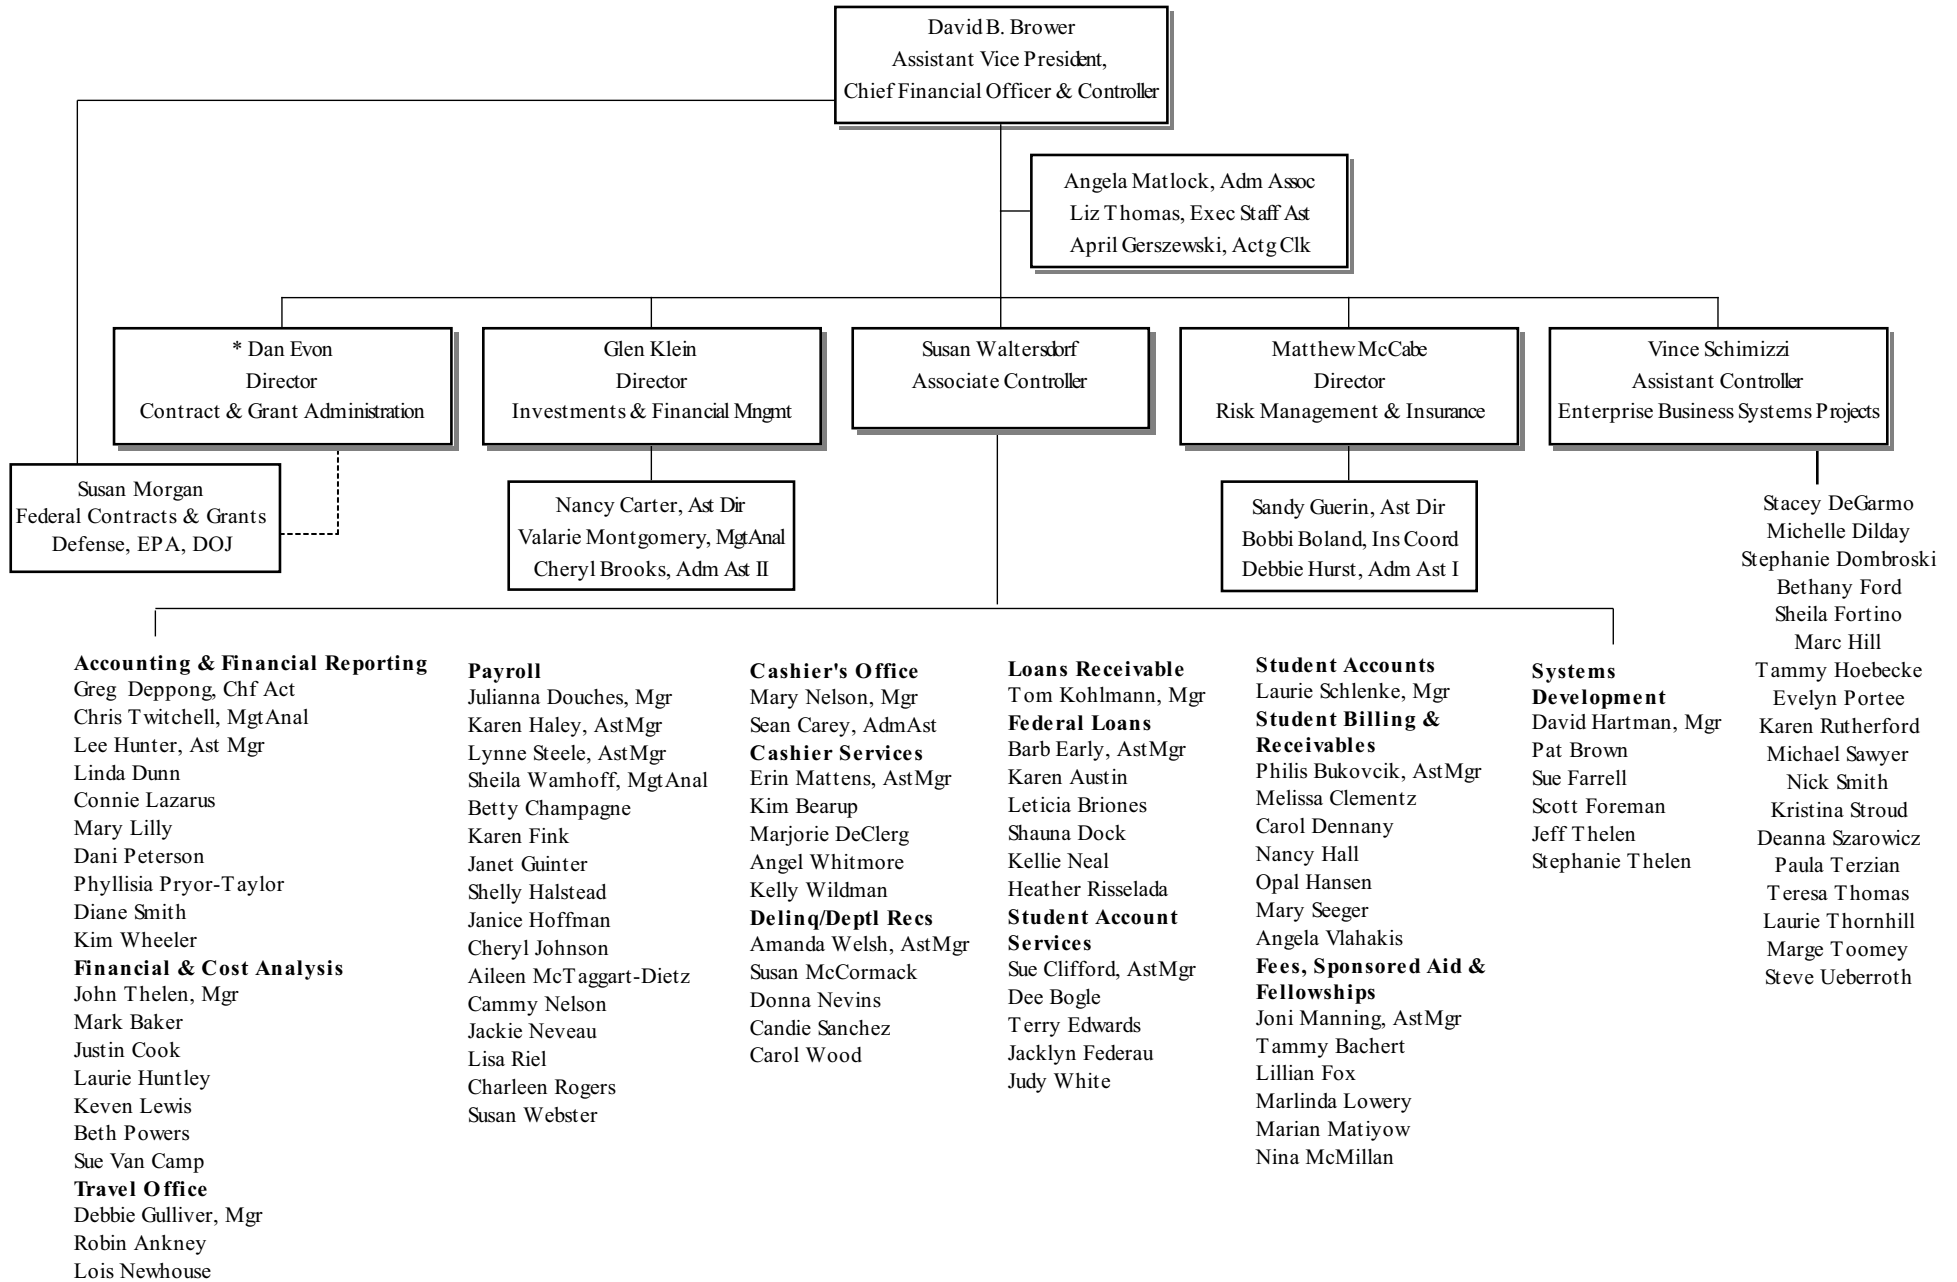 David B. Brower
Assistant Vice President,
Chief Financial Officer & Controller
Angela Matlock, Adm Assoc
Liz Thomas, Exec Staff Ast
April Gerszewski, Actg Clk
* Dan Evon
Director
Contract & Grant Administration
Glen Klein
Director
Investments & Financial Mngmt
Susan Waltersdorf
Associate Controller
Matthew McCabe
Director
Risk Management & Insurance
Vince Schimizzi
Assistant Controller
Enterprise Business Systems Projects
Susan Morgan
Federal Contracts & Grants
Defense, EPA, DOJ
Nancy Carter, Ast Dir
Valarie Montgomery, MgtAnal
Cheryl Brooks, Adm Ast II
Sandy Guerin, Ast Dir
Bobbi Boland, Ins Coord
Debbie Hurst, Adm Ast I
Stacey DeGarmo
Michelle Dilday
Stephanie Dombroski
Bethany Ford
Sheila Fortino
Marc Hill
Tammy Hoebecke
Evelyn Portee
Karen Rutherford
Michael Sawyer
Nick Smith
Kristina Stroud
Deanna Szarowicz
Paula Terzian
Teresa Thomas
Laurie Thornhill
Marge Toomey
Steve Ueberroth
Accounting & Financial Reporting
Greg Deppong, Chf Act
Chris Twitchell, MgtAnal
Lee Hunter, Ast Mgr
Linda Dunn
Connie Lazarus
Mary Lilly
Dani Peterson
Phyllisia Pryor-Taylor
Diane Smith
Kim Wheeler
Financial & Cost Analysis
John Thelen, Mgr
Mark Baker
Justin Cook
Laurie Huntley
Keven Lewis
Beth Powers
Sue Van Camp
Travel Office
Debbie Gulliver, Mgr
Robin Ankney
Lois Newhouse
Payroll
Julianna Douches, Mgr
Karen Haley, AstMgr
Lynne Steele, AstMgr
Sheila Wamhoff, MgtAnal
Betty Champagne
Karen Fink
Janet Guinter
Shelly Halstead
Janice Hoffman
Cheryl Johnson
Aileen McTaggart-Dietz
Cammy Nelson
Jackie Neveau
Lisa Riel
Charleen Rogers
Susan Webster
Cashier's Office
Mary Nelson, Mgr
Sean Carey, AdmAst
Cashier Services
Erin Mattens, AstMgr
Kim Bearup
Marjorie DeClerg
Angel Whitmore
Kelly Wildman
Delinq/Deptl Recs
Amanda Welsh, AstMgr
Susan McCormack
Donna Nevins
Candie Sanchez
Carol Wood
Loans Receivable
Tom Kohlmann, Mgr
Federal Loans
Barb Early, AstMgr
Karen Austin
Leticia Briones
Shauna Dock
Kellie Neal
Heather Risselada
Student Account
Services
Sue Clifford, AstMgr
Dee Bogle
Terry Edwards
Jacklyn Federau
Judy White
Student Accounts
Laurie Schlenke, Mgr
Student Billing &
Receivables
Philis Bukovcik, AstMgr
Melissa Clementz
Carol Dennany
Nancy Hall
Opal Hansen
Mary Seeger
Angela Vlahakis
Fees, Sponsored Aid &
Fellowships
Joni Manning, AstMgr
Tammy Bachert
Lillian Fox
Marlinda Lowery
Marian Matiyow
Nina McMillan
Systems
Development
David Hartman, Mgr
Pat Brown
Sue Farrell
Scott Foreman
Jeff Thelen
Stephanie Thelen